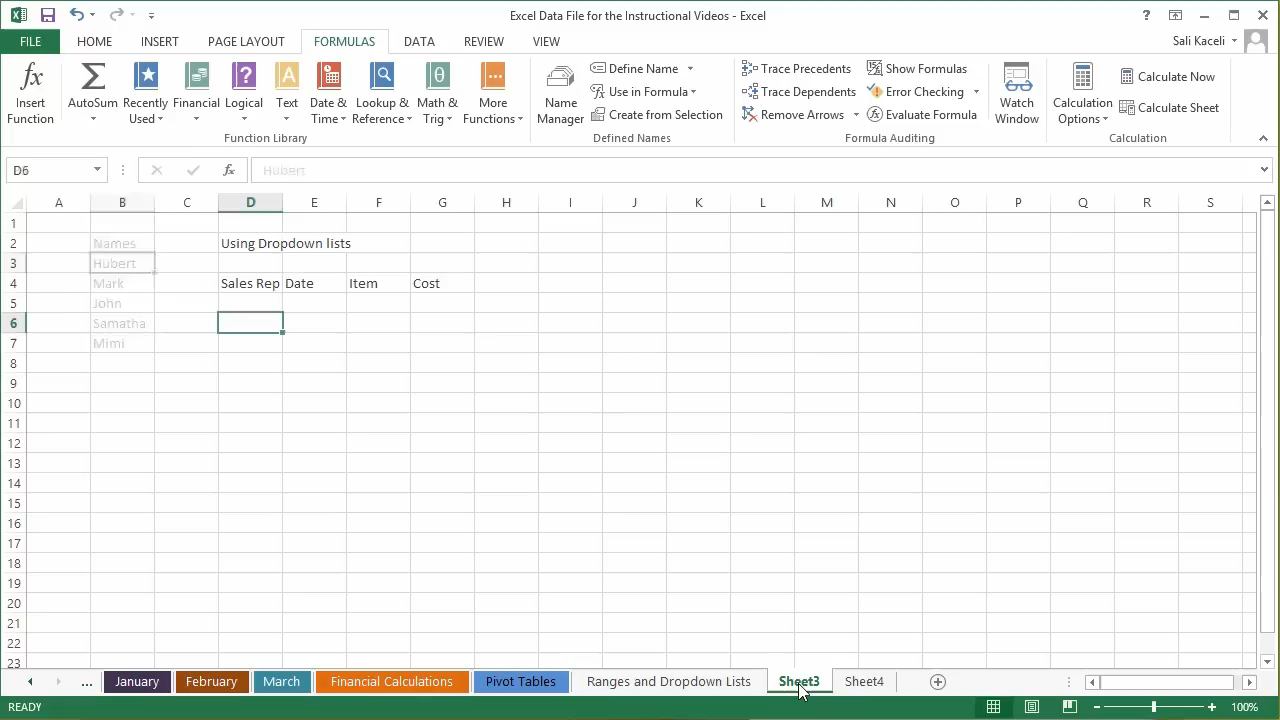 Excel Data File for the Instructional Videos - Excel
FILE HOME INSERT PAGE LAYOUT FORMULAS DATA REVIEW VIEW Sali Kaceli
Insert Function
AutoSum
Recently Used
Financial
Logical
Text
Date & Time
Lookup & Reference
Math & Trig
More Functions
Function Library
Name Manager
Define Name
Use in Formula
Create from Selection
Defined Names
Trace Precedents
Trace Dependents
Remove Arrows
Show Formulas
Error Checking
Evaluate Formula
Formula Auditing
Watch Window
Calculation Options
Calculate Now
Calculate Sheet
Calculation
D6 fx Hubert
A B C D E F G H I J K L M N O P Q R S
1
2 Names Using Dropdown lists
3 Hubert
4 Mark Sales Rep Date Item Cost
5 John
6 Samatha
7 Mimi
8
9
10
11
12
13
14
15
16
17
18
19
20
21
22
23
... January February March Financial Calculations Pivot Tables Ranges and Dropdown Lists Sheet3 Sheet4
READY 100%